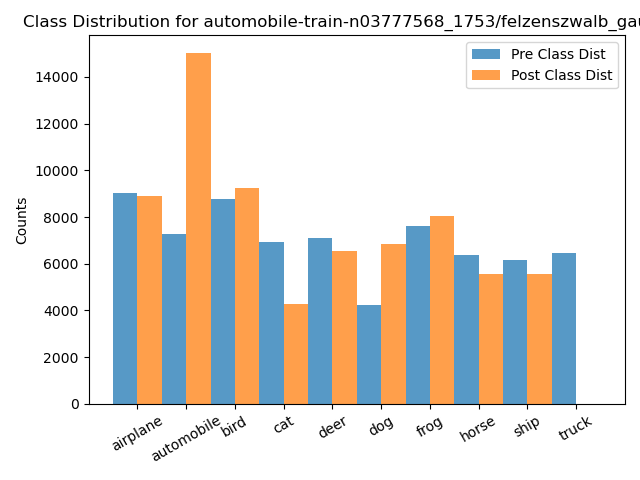 Class Distribution for automobile-train-n03777568_1753/felzenszwalb_gau
Pre Class Dist
Post Class Dist
14000
12000
10000
8000
6000
4000
2000
0
Counts
airplane
automobile
bird
cat
deer
dog
frog
horse
ship
truck